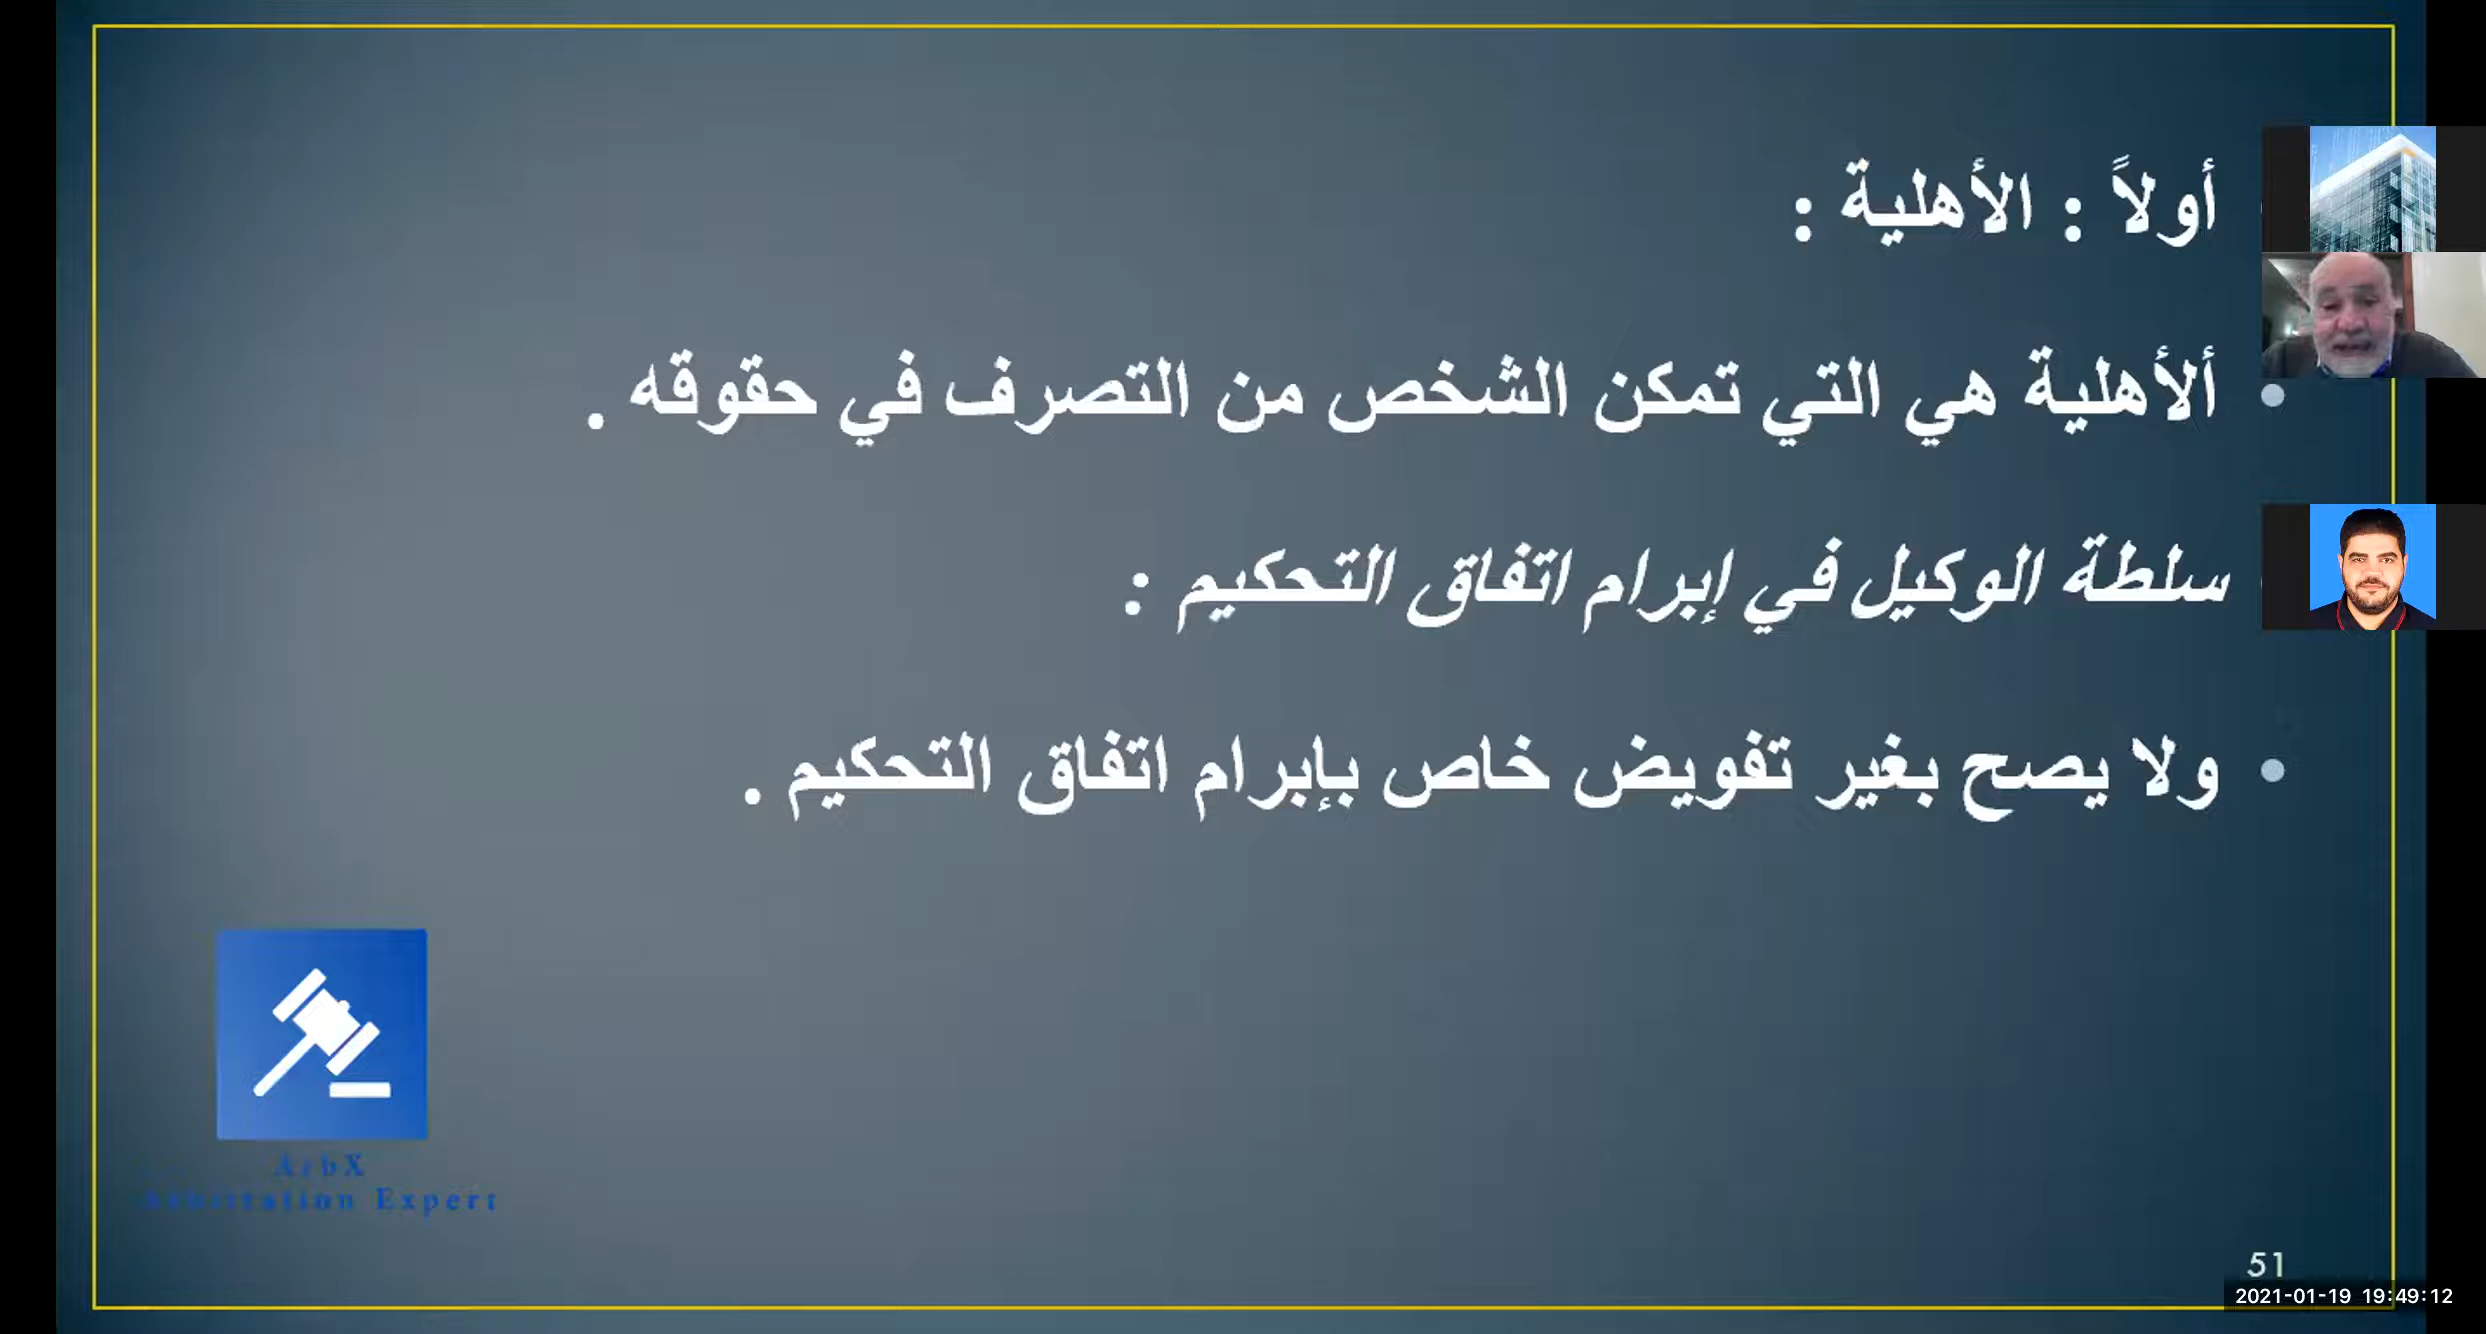 أولاً : الأهلية :
ألأهلية هي التي تمكن الشخص من التصرف في حقوقه .
سلطة الوكيل في إبرام اتفاق التحكيم :
ولا يصح بغير تفويض خاص بإبرام اتفاق التحكيم .
ArbX
Arbitration Expert
51
2021-01-19 19:49:12